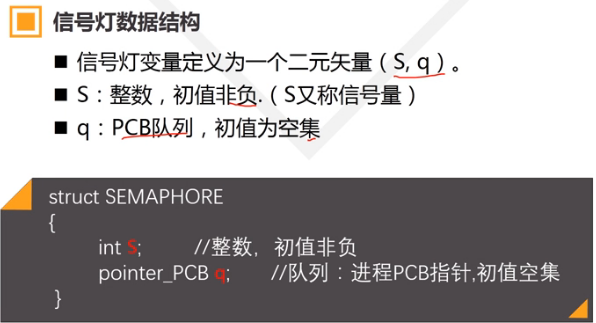 信号灯数据结构
■ 信号灯变量定义为一个二元矢量（S, q）。
■ S：整数，初值非负.（S又称信号量）
■ q：PCB队列，初值为空集
struct SEMAPHORE
{
int S; //整数，初值非负
pointer_PCB q; //队列：进程PCB指针,初值空集
}